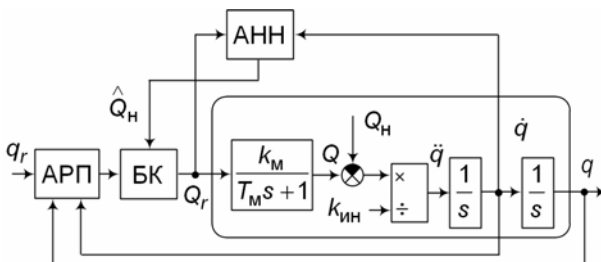 АНН
Q̂н
Qн
q̇
qᵣ
АРП
БК
Qᵣ
kм
Tмs + 1
Q
×
÷
kин
q̈
1
s
1
s
q